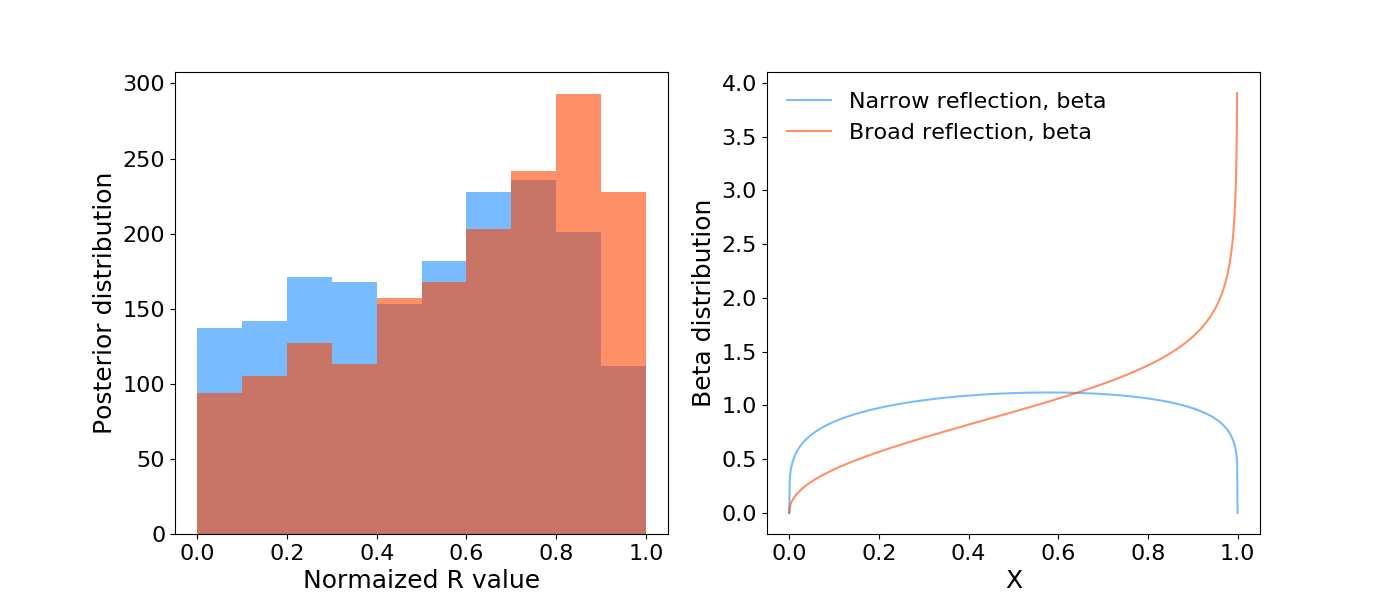 Posterior distribution
300
250
200
150
100
50
0
0.0 0.2 0.4 0.6 0.8 1.0
Normaized R value
Beta distribution
4.0
3.5
3.0
2.5
2.0
1.5
1.0
0.5
0.0
Narrow reflection, beta
Broad reflection, beta
0.0 0.2 0.4 0.6 0.8 1.0
X